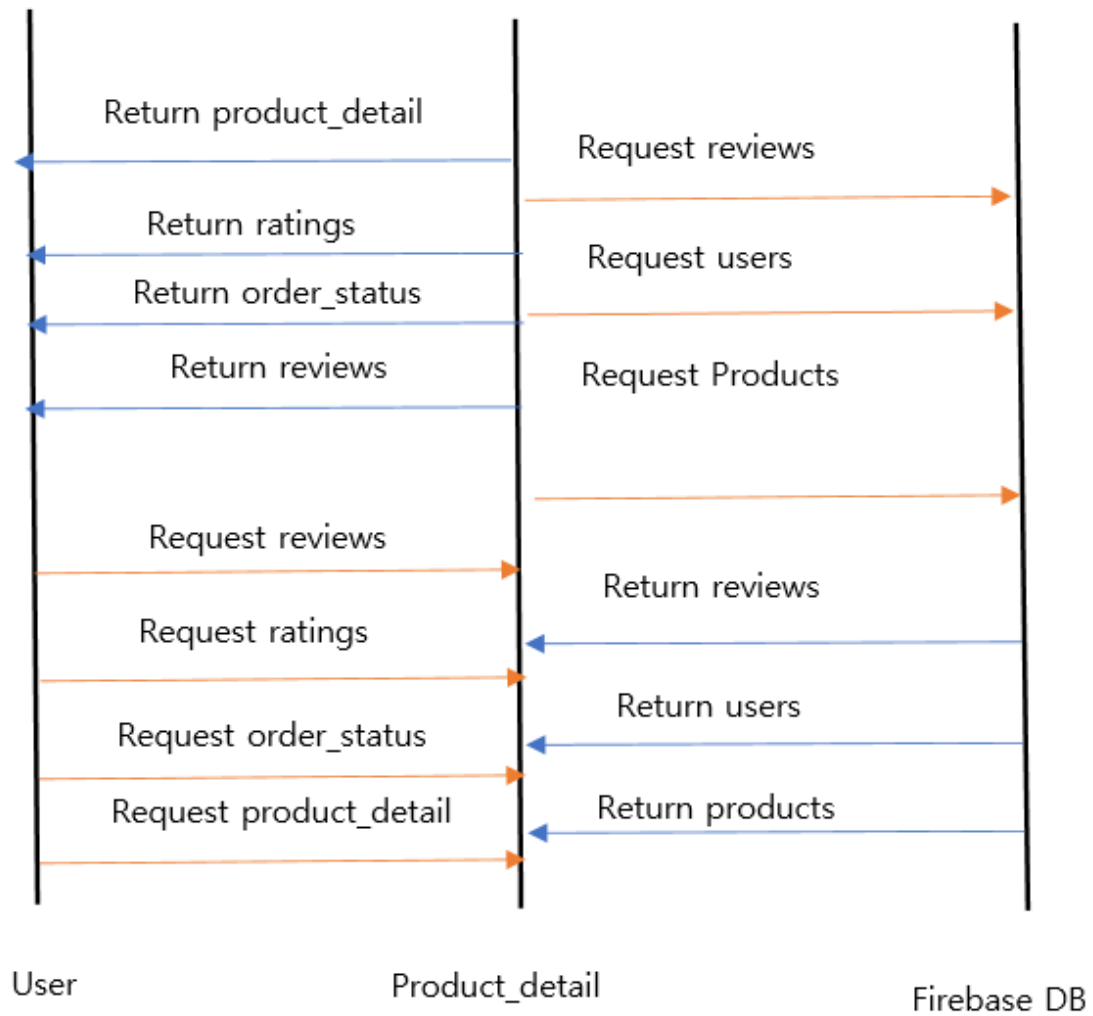 Return product_detail
Request reviews
Return ratings
Request users
Return order_status
Return reviews
Request Products
Request reviews
Return reviews
Request ratings
Return users
Request order_status
Return products
Request product_detail
User
Product_detail
Firebase DB